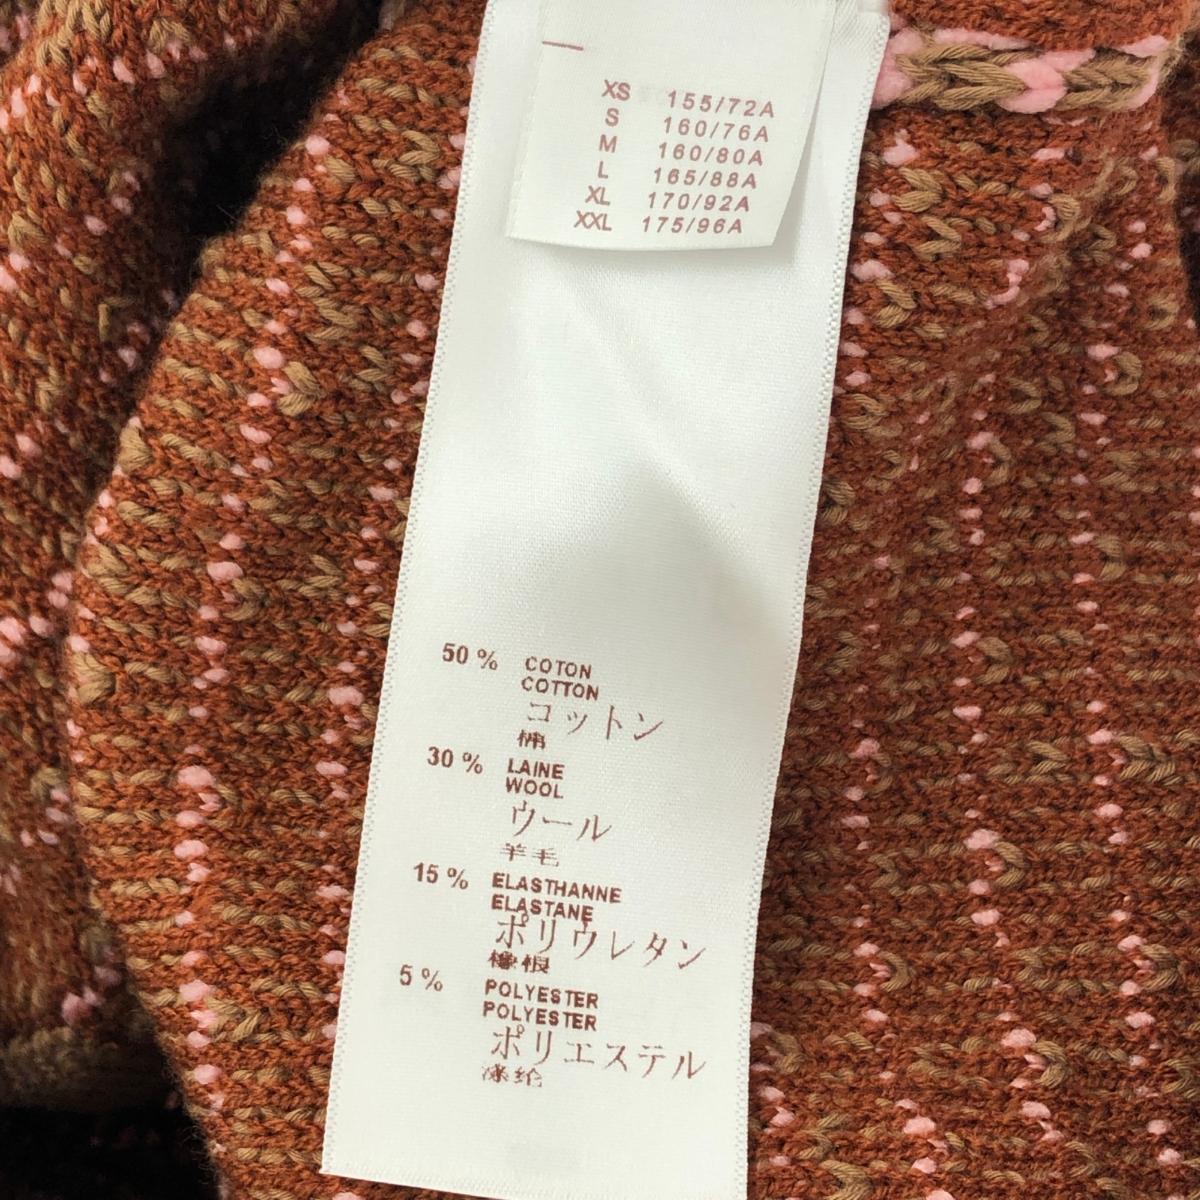 XS 155/72A
S 160/76A
M 160/80A
L 165/88A
XL 170/92A
XXL 175/96A
50 % COTON
COTTON
コットン
棉
30 % LAINE
WOOL
ウール
羊毛
15 % ELASTHANNE
ELASTANE
ポリウレタン
5 % POLYESTER
POLYESTER
ポリエステル
涤纶